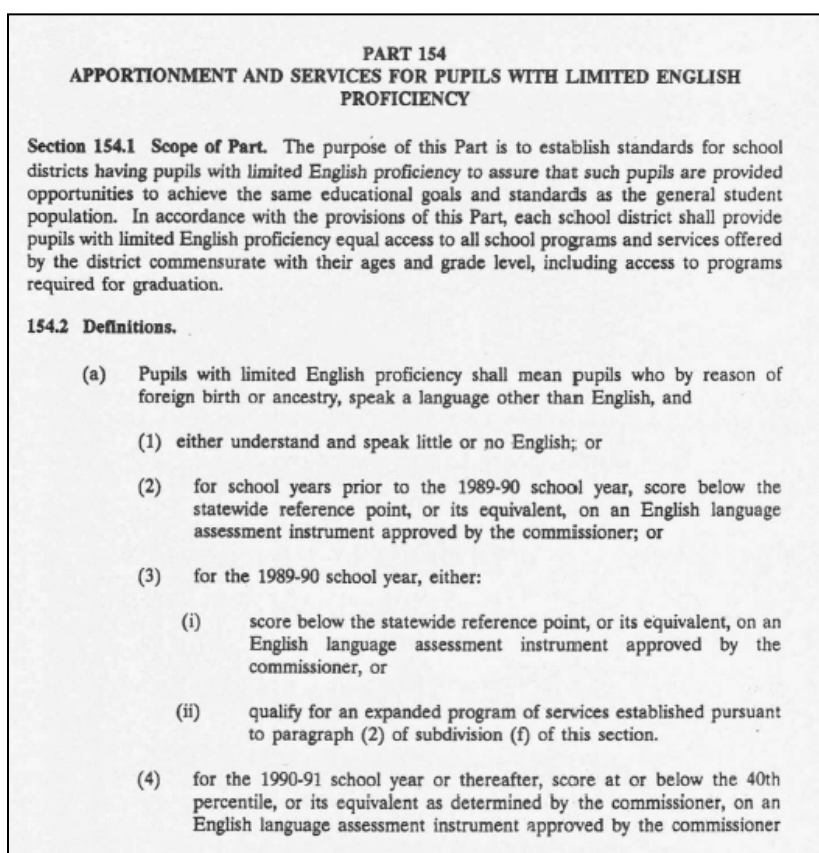 PART 154
APPORTIONMENT AND SERVICES FOR PUPILS WITH LIMITED ENGLISH
PROFICIENCY
Section 154.1 Scope of Part. The purpose of this Part is to establish standards for school
districts having pupils with limited English proficiency to assure that such pupils are provided
opportunities to achieve the same educational goals and standards as the general student
population. In accordance with the provisions of this Part, each school district shall provide
pupils with limited English proficiency equal access to all school programs and services offered
by the district commensurate with their ages and grade level, including access to programs
required for graduation.
154.2 Definitions.
(a) Pupils with limited English proficiency shall mean pupils who by reason of
foreign birth or ancestry, speak a language other than English, and
(1) either understand and speak little or no English; or
(2) for school years prior to the 1989-90 school year, score below the
statewide reference point, or its equivalent, on an English language
assessment instrument approved by the commissioner; or
(3) for the 1989-90 school year, either:
(i) score below the statewide reference point, or its equivalent, on an
English language assessment instrument approved by the
commissioner, or
(ii) qualify for an expanded program of services established pursuant
to paragraph (2) of subdivision (f) of this section.
(4) for the 1990-91 school year or thereafter, score at or below the 40th
percentile, or its equivalent as determined by the commissioner, on an
English language assessment instrument approved by the commissioner